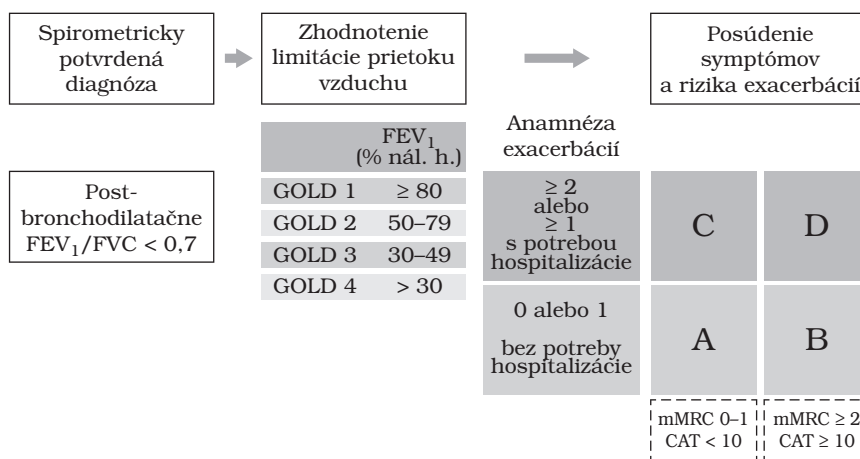 Spirometricky
potvrdená
diagnóza
Zhodnotenie
limitácie prietoku
vzduchu
Posúdenie
symptómov
a rizika exacerbácií
Post-
bronchodilatačne
FEV₁/FVC < 0,7
FEV₁
(% nál. h.)
GOLD 1 ≥ 80
GOLD 2 50–79
GOLD 3 30–49
GOLD 4 > 30
Anamnéza
exacerbácií
≥ 2
alebo
≥ 1
s potrebou
hospitalizácie
C D
0 alebo 1
bez potreby
hospitalizácie
A B
mMRC 0–1
CAT < 10
mMRC ≥ 2
CAT ≥ 10